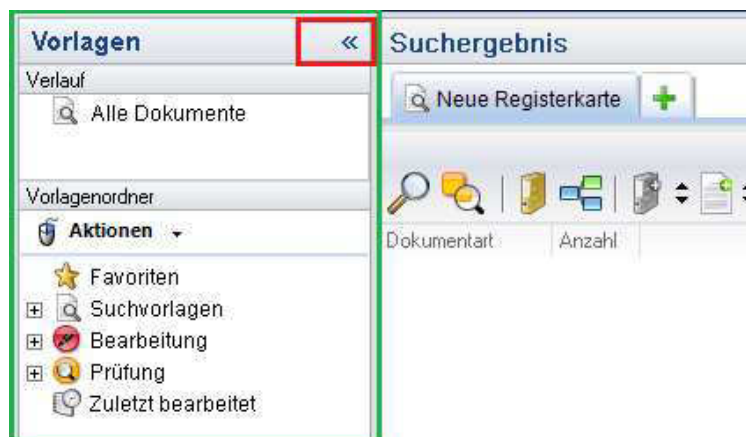 Vorlagen «
Verlauf
Alle Dokumente
Vorlagenordner
Aktionen
Favoriten
Suchvorlagen
Bearbeitung
Prüfung
Zuletzt bearbeitet
Suchergebnis
Neue Registerkarte
Dokumentart Anzahl